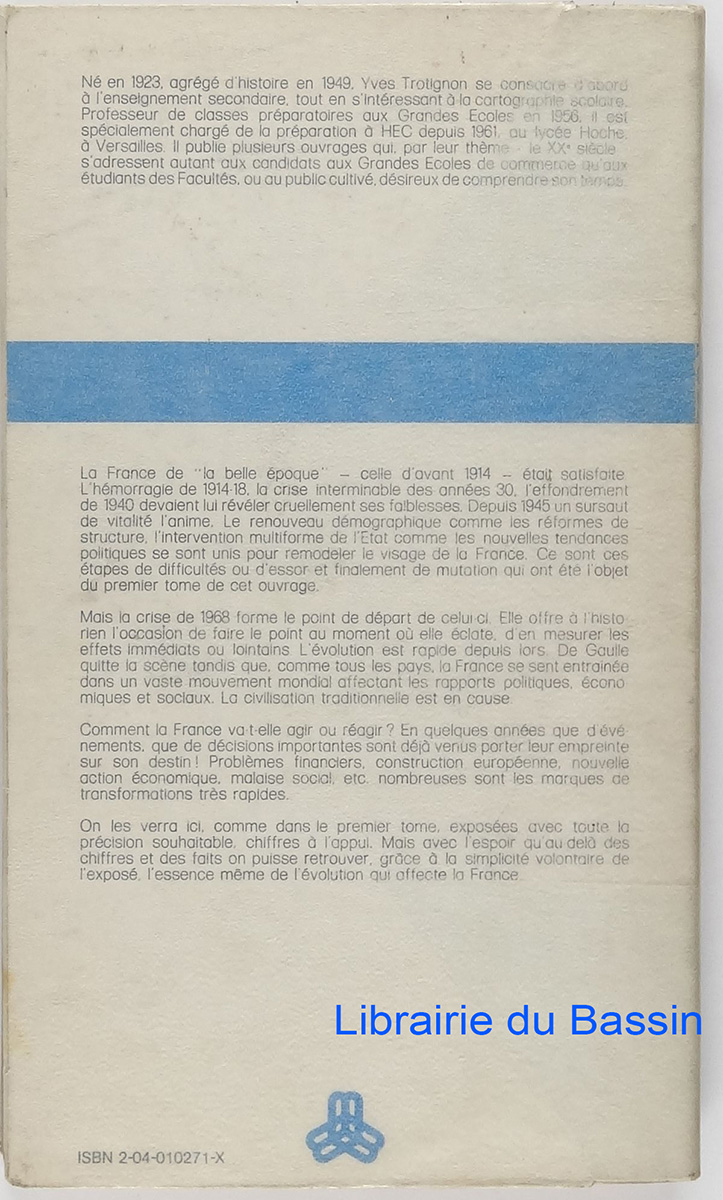 Né en 1923, agrégé d'histoire en 1949, Yves Trotignon se consacre d'abord
à l'enseignement secondaire, tout en s'intéressant à la cartographie scolaire.
Professeur de classes préparatoires aux Grandes Ecoles en 1956, il est
spécialement chargé de la préparation à HEC depuis 1961, au lycée Hoche,
à Versailles. Il publie plusieurs ouvrages qui, par leur thème - le XXe siècle -
s'adressent autant aux candidats aux Grandes Ecoles de commerce qu'aux
étudiants des Facultés, ou au public cultivé, désireux de comprendre son temps.
La France de "la belle époque" – celle d'avant 1914 – était satisfaite.
L'hémorragie de 1914-18, la crise interminable des années 30, l'effondrement
de 1940 devaient lui révéler cruellement ses faiblesses. Depuis 1945 un sursaut
de vitalité l'anime. Le renouveau démographique comme les réformes de
structure, l'intervention multiforme de l'Etat comme les nouvelles tendances
politiques se sont unis pour remodeler le visage de la France. Ce sont ces
étapes de difficultés ou d'essor et finalement de mutation qui ont été l'objet
du premier tome de cet ouvrage.
Mais la crise de 1968 forme le point de départ de celui-ci. Elle offre à l'histo-
rien l'occasion de faire le point au moment où elle éclate, d'en mesurer les
effets immédiats ou lointains. L'évolution est rapide depuis lors. De Gaulle
quitte la scène tandis que, comme tous les pays, la France se sent entraînée
dans un vaste mouvement mondial affectant les rapports politiques, écono-
miques et sociaux. La civilisation traditionnelle est en cause.
Comment la France va-t-elle agir ou réagir ? En quelques années que d'évé-
nements, que de décisions importantes sont déjà venus porter leur empreinte
sur son destin ! Problèmes financiers, construction européenne, nouvelle
action économique, malaise social, etc. nombreuses sont les marques de
transformations très rapides.
On les verra ici, comme dans le premier tome, exposées avec toute la
précision souhaitable, chiffres à l'appui. Mais avec l'espoir qu'au-delà des
chiffres et des faits on puisse retrouver, grâce à la simplicité volontaire de
l'exposé, l'essence même de l'évolution qui affecte la France.
Librairie du Bassin
ISBN 2-04-010271-X